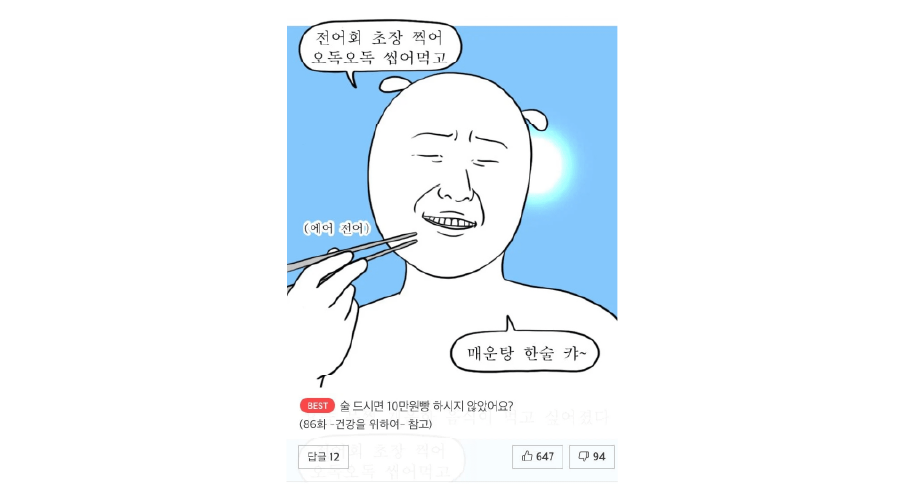 전어회 초장 찍어
오독오독 씹어먹고
(에어 전어)
매운탕 한술 캬~
BEST 술 드시면 10만원빵 하시지 않았어요?
(86화 -건강을 위하여- 참고)
답글 12
647
94